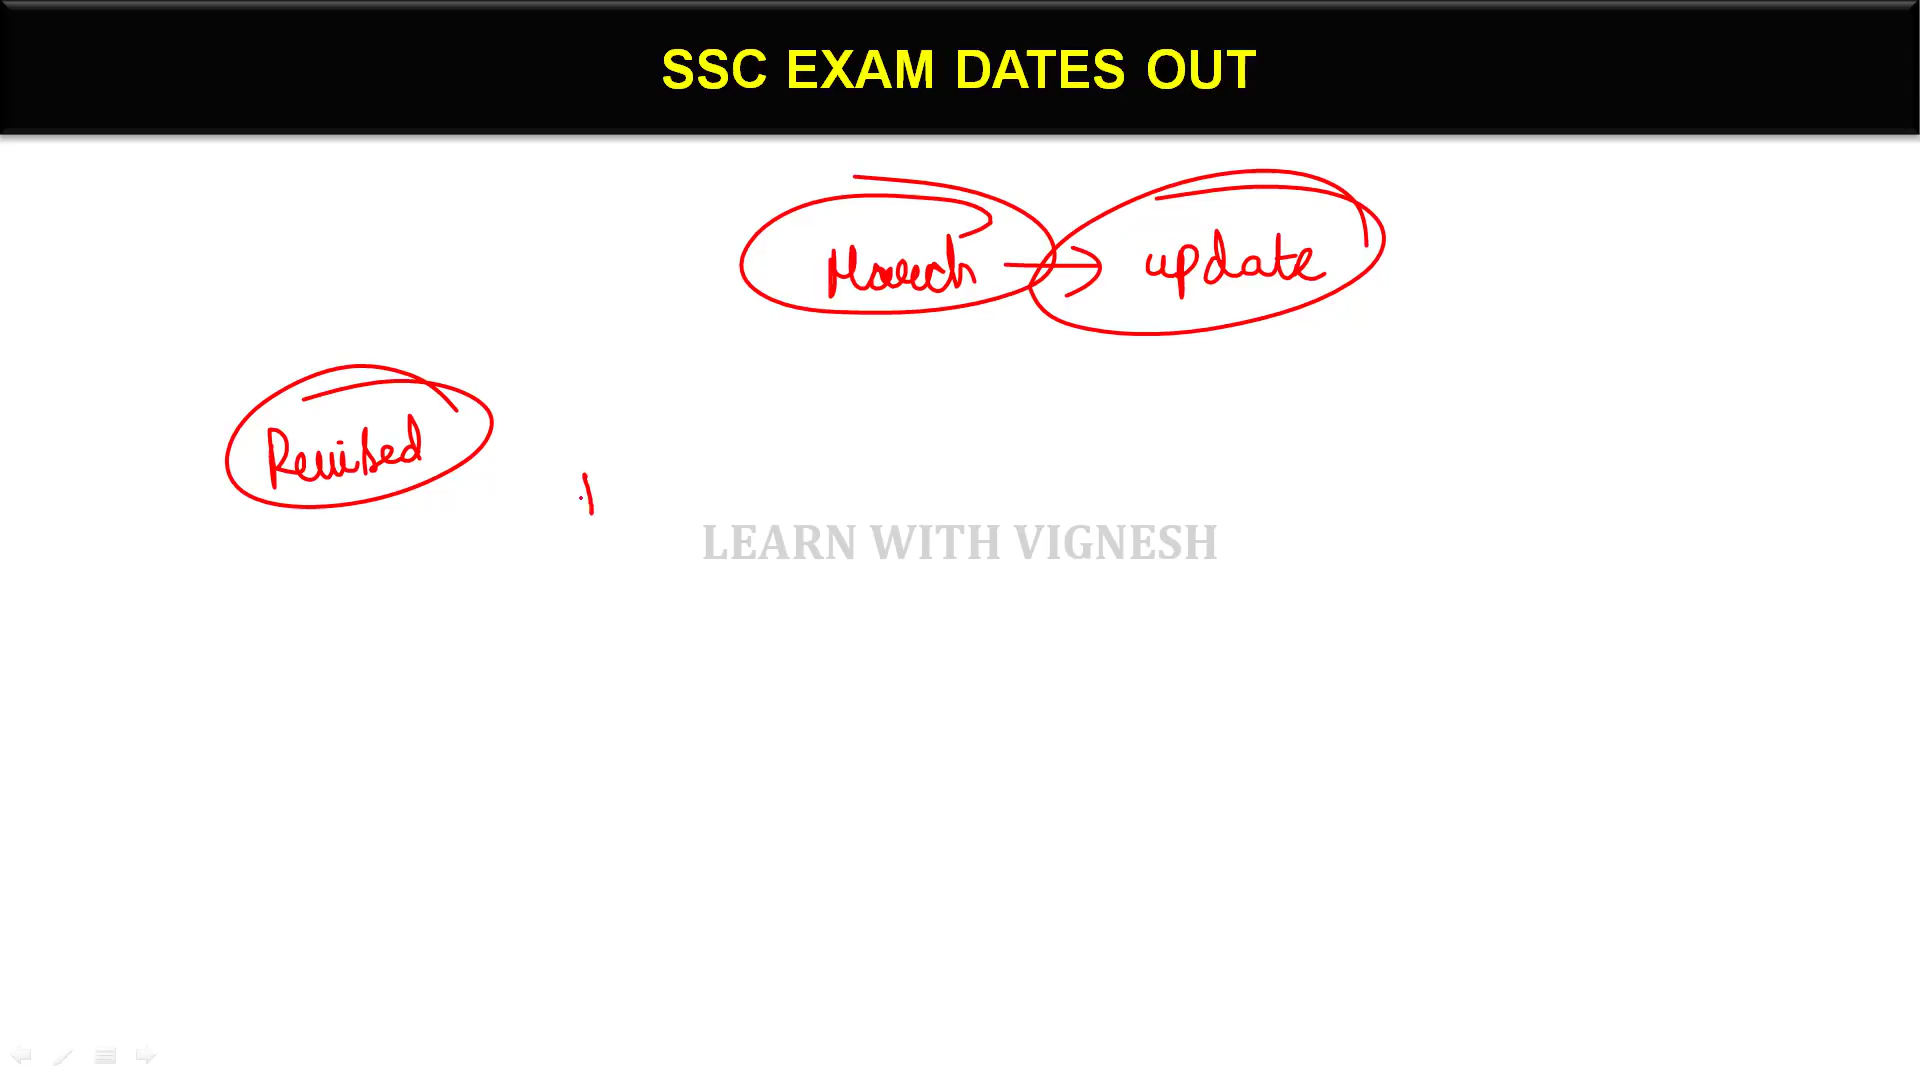 SSC EXAM DATES OUT
March → update
Revised
LEARN WITH VIGNESH